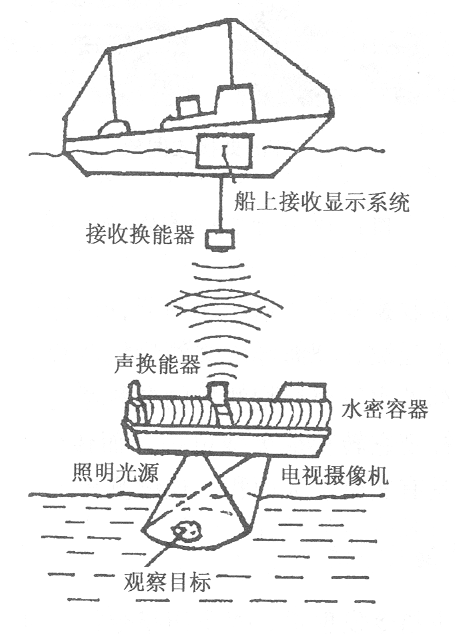 船上接收显示系统
接收换能器
声换能器
水密容器
照明光源
电视摄像机
观察目标